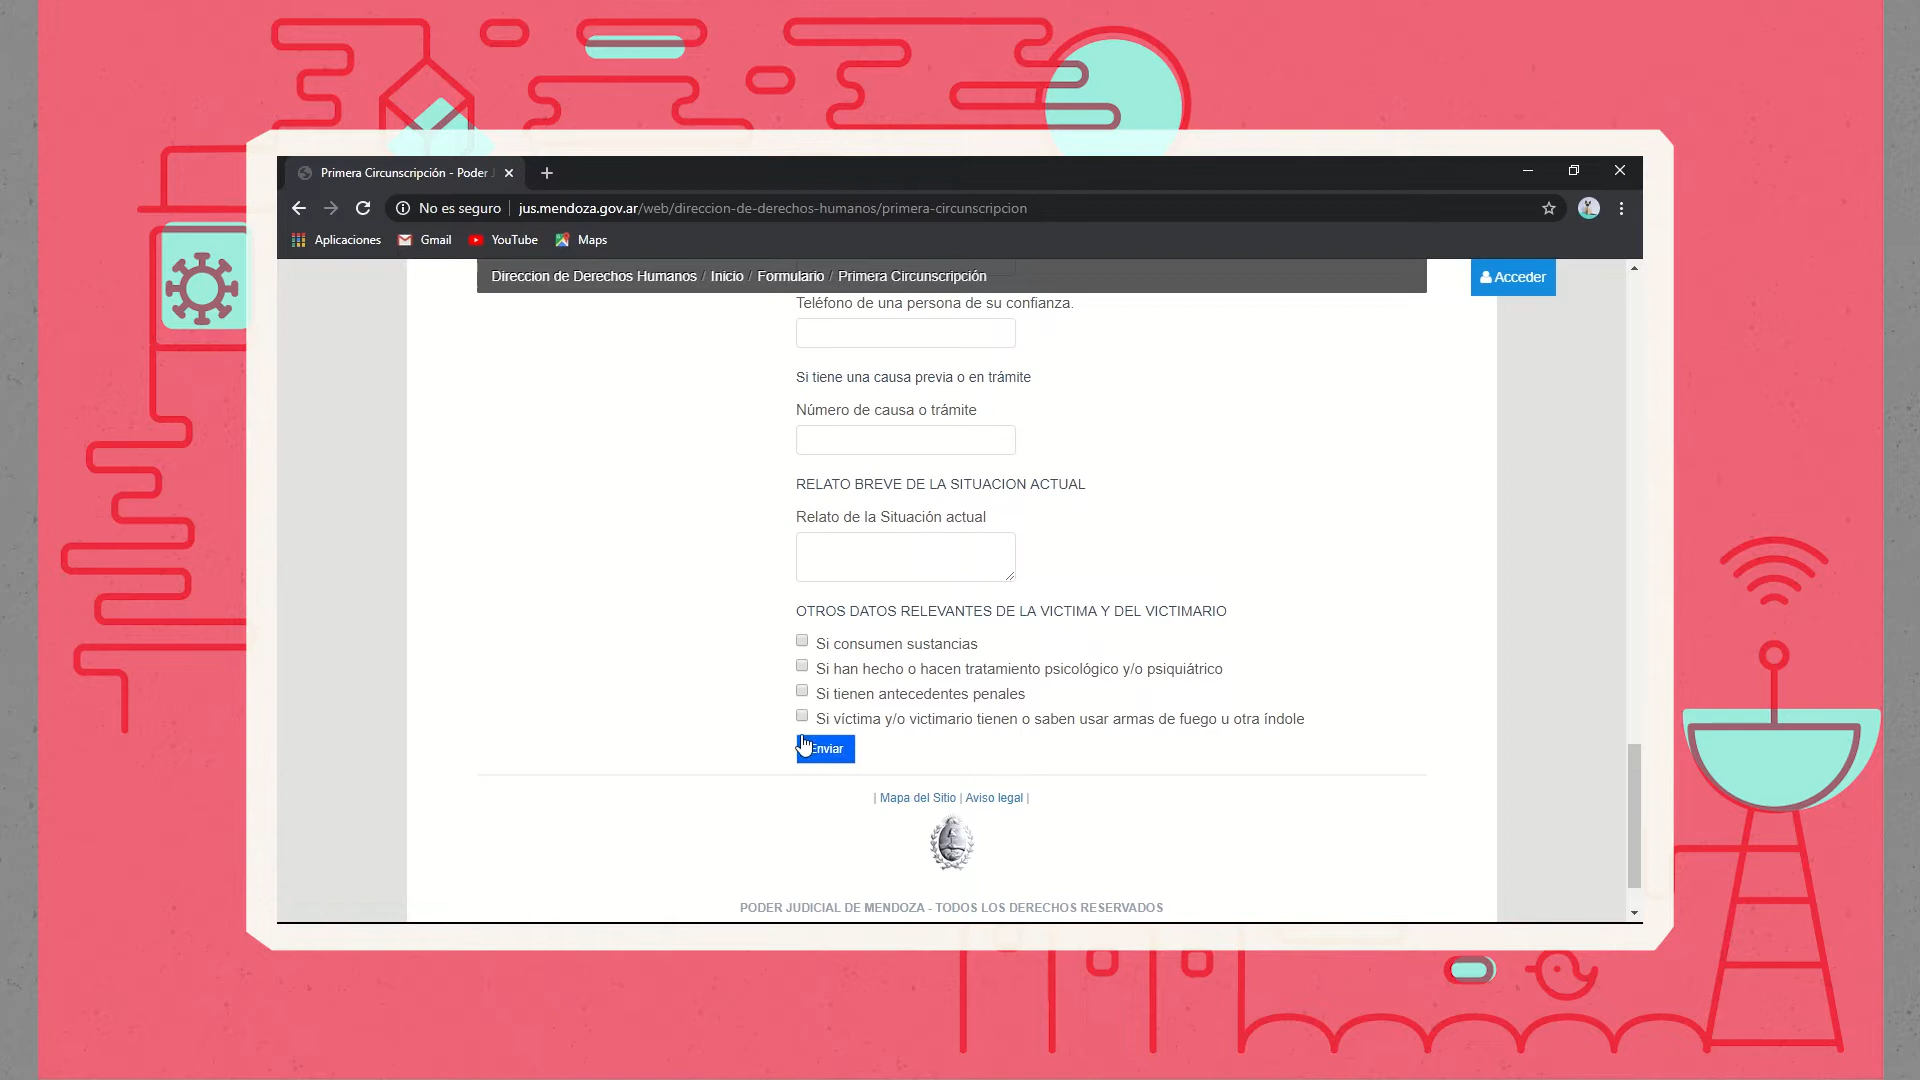 Primera Circunscripción - Poder J
No es seguro
jus.mendoza.gov.ar/web/direccion-de-derechos-humanos/primera-circunscripcion
Aplicaciones Gmail YouTube Maps
Direccion de Derechos Humanos / Inicio / Formulario / Primera Circunscripción
Acceder
Teléfono de una persona de su confianza.
Si tiene una causa previa o en trámite
Número de causa o trámite
RELATO BREVE DE LA SITUACION ACTUAL
Relato de la Situación actual
OTROS DATOS RELEVANTES DE LA VICTIMA Y DEL VICTIMARIO
Si consumen sustancias
Si han hecho o hacen tratamiento psicológico y/o psiquiátrico
Si tienen antecedentes penales
Si víctima y/o victimario tienen o saben usar armas de fuego u otra índole
Enviar
| Mapa del Sitio | Aviso legal |
PODER JUDICIAL DE MENDOZA - TODOS LOS DERECHOS RESERVADOS